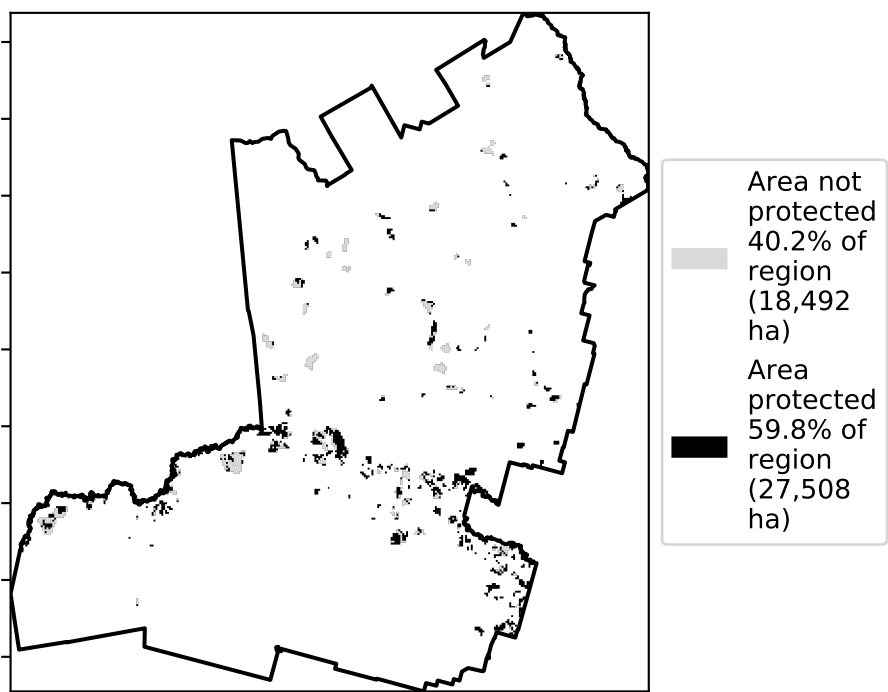 Area not
protected
40.2% of
region
(18,492
ha)
Area
protected
59.8% of
region
(27,508
ha)